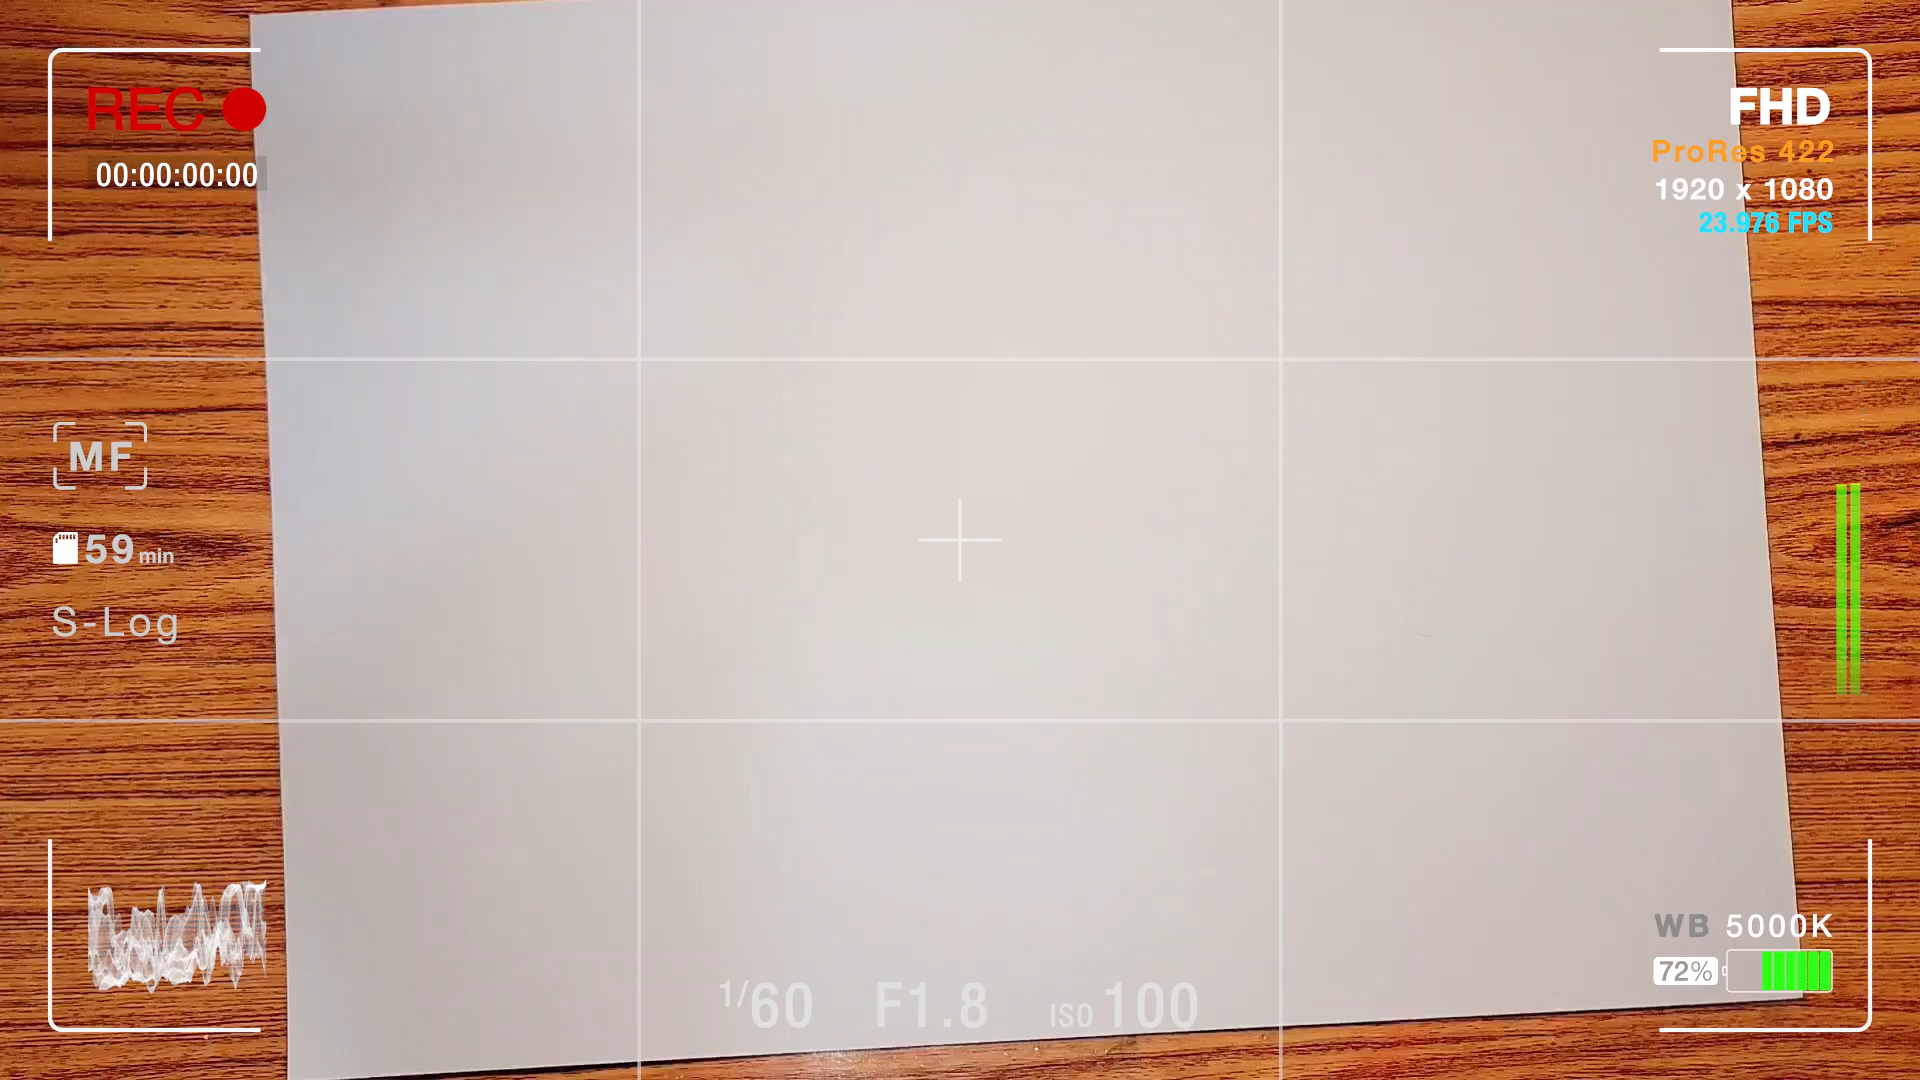 REC
00:00:00:00
FHD
ProRes 422
1920 x 1080
23.976 FPS
MF
59 min
S-Log
WB 5000K
72%
1/60 F1.8 ISO 100